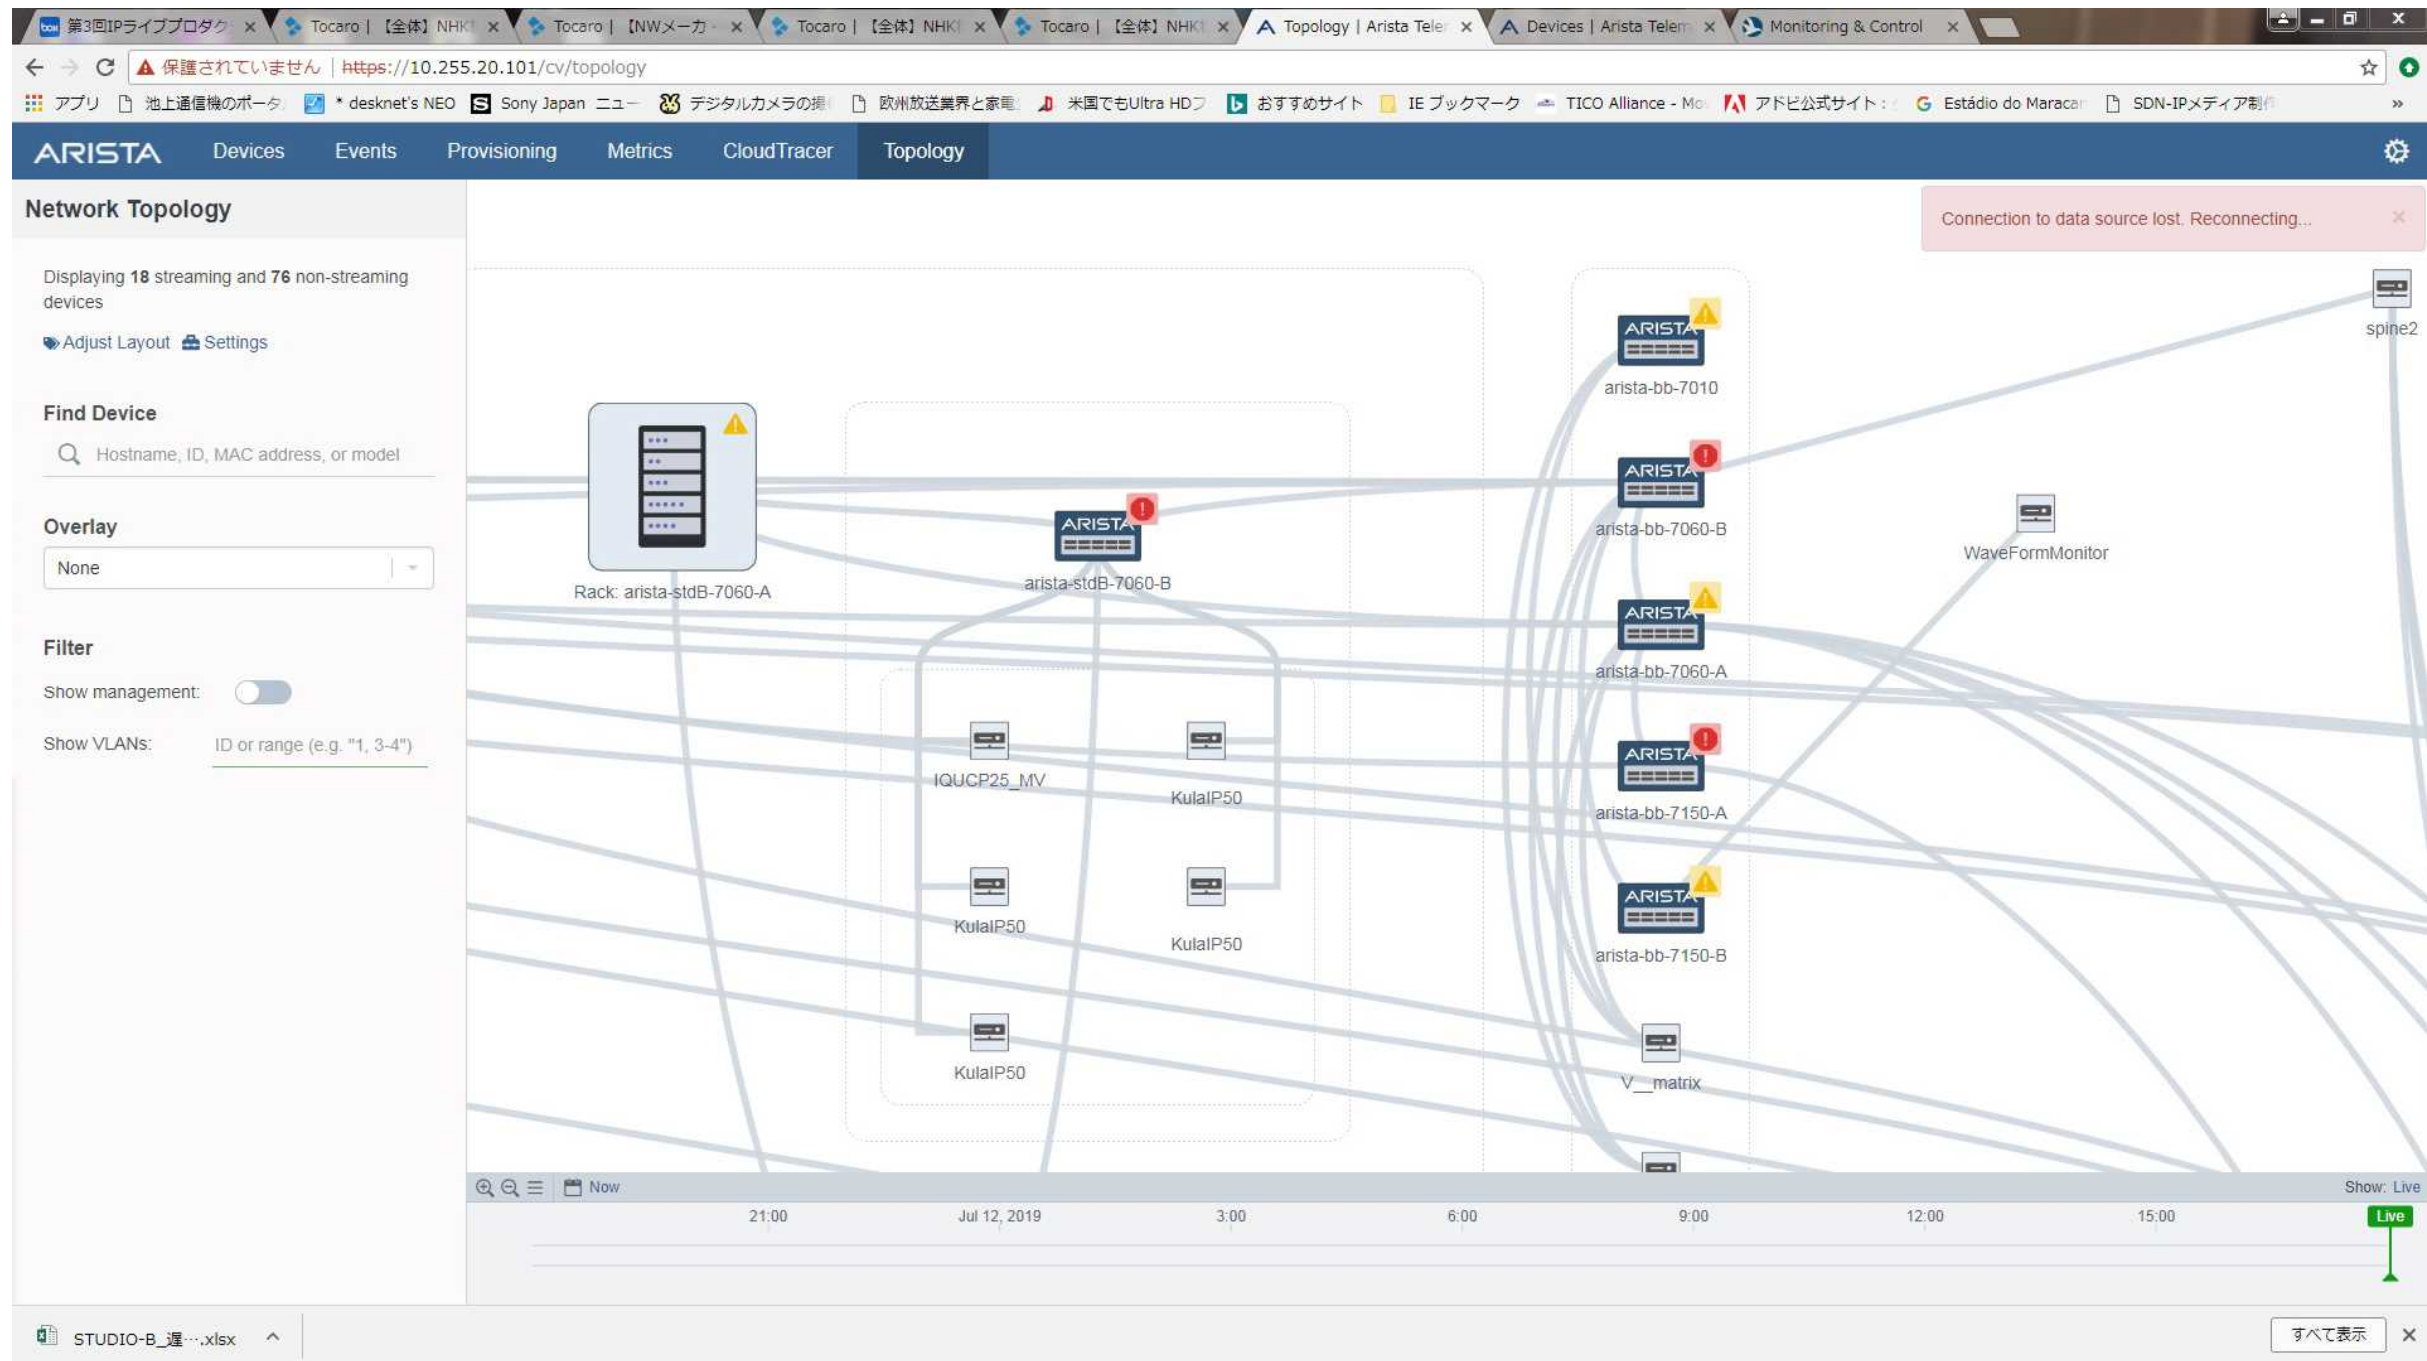 第3回IPライブプロダク
Tocaro | 【全体】NHK
Tocaro | 【NWメーカ
Tocaro | 【全体】NHK
Tocaro | 【全体】NHK
Topology | Arista Teler
Devices | Arista Telem
Monitoring & Control
保護されていません | https://10.255.20.101/cv/topology
アプリ
池上通信機のポータ
* desknet's NEO
Sony Japan ニュー
デジタルカメラの撮
欧州放送業界と家電
米国でもUltra HDブ
おすすめサイト
IE ブックマーク
TICO Alliance - Mo
アドビ公式サイト :
Estádio do Maracan
SDN-IPメディア制作
»
ARISTA Devices Events Provisioning Metrics CloudTracer Topology
Network Topology
Connection to data source lost. Reconnecting...
Displaying 18 streaming and 76 non-streaming
devices
Adjust Layout Settings
Find Device
Hostname, ID, MAC address, or model
Overlay
None
Filter
Show management:
Show VLANs: ID or range (e.g. "1, 3-4")
spine2
ARISTA
arista-bb-7010
ARISTA
arista-bb-7060-B
WaveFormMonitor
Rack: arista-stdB-7060-A
ARISTA
arista-stdB-7060-B
ARISTA
arista-bb-7060-A
IQUCP25_MV
KulaIP50
ARISTA
arista-bb-7150-A
KulaIP50
KulaIP50
ARISTA
arista-bb-7150-B
KulaIP50
V__matrix
Now
Show: Live
21:00 Jul 12, 2019 3:00 6:00 9:00 12:00 15:00 Live
STUDIO-B_遅….xlsx
すべて表示